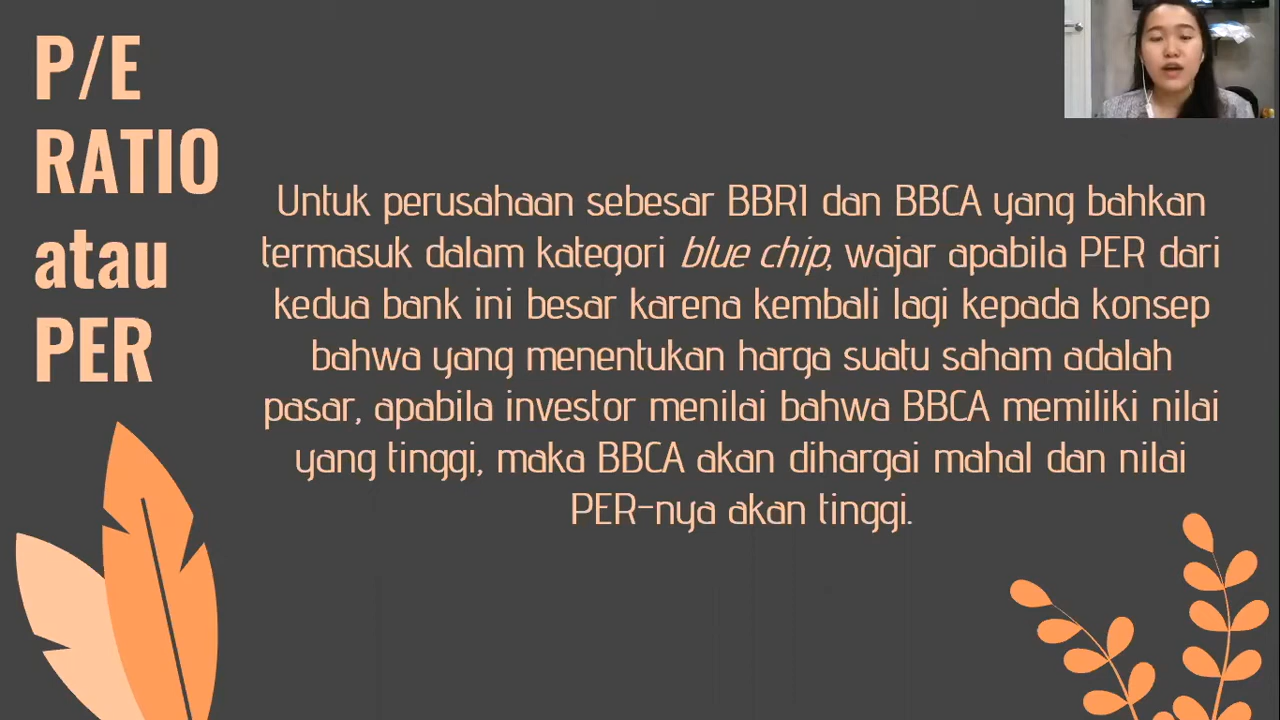 P/E
RATIO
atau
PER
Untuk perusahaan sebesar BBRI dan BBCA yang bahkan
termasuk dalam kategori blue chip, wajar apabila PER dari
kedua bank ini besar karena kembali lagi kepada konsep
bahwa yang menentukan harga suatu saham adalah
pasar, apabila investor menilai bahwa BBCA memiliki nilai
yang tinggi, maka BBCA akan dihargai mahal dan nilai
PER-nya akan tinggi.